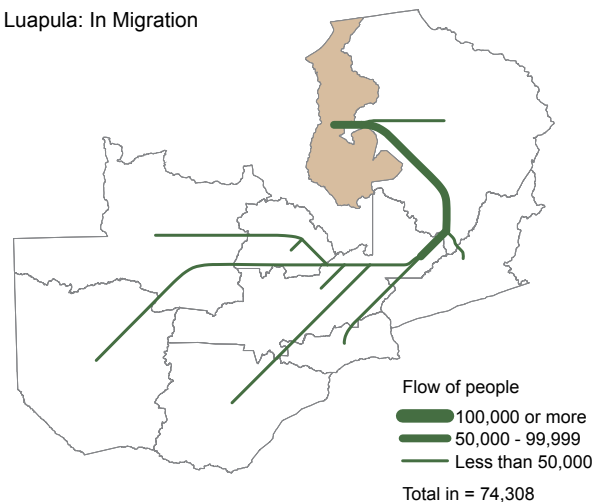 Luapula: In Migration
Flow of people
100,000 or more
50,000 - 99,999
Less than 50,000
Total in = 74,308